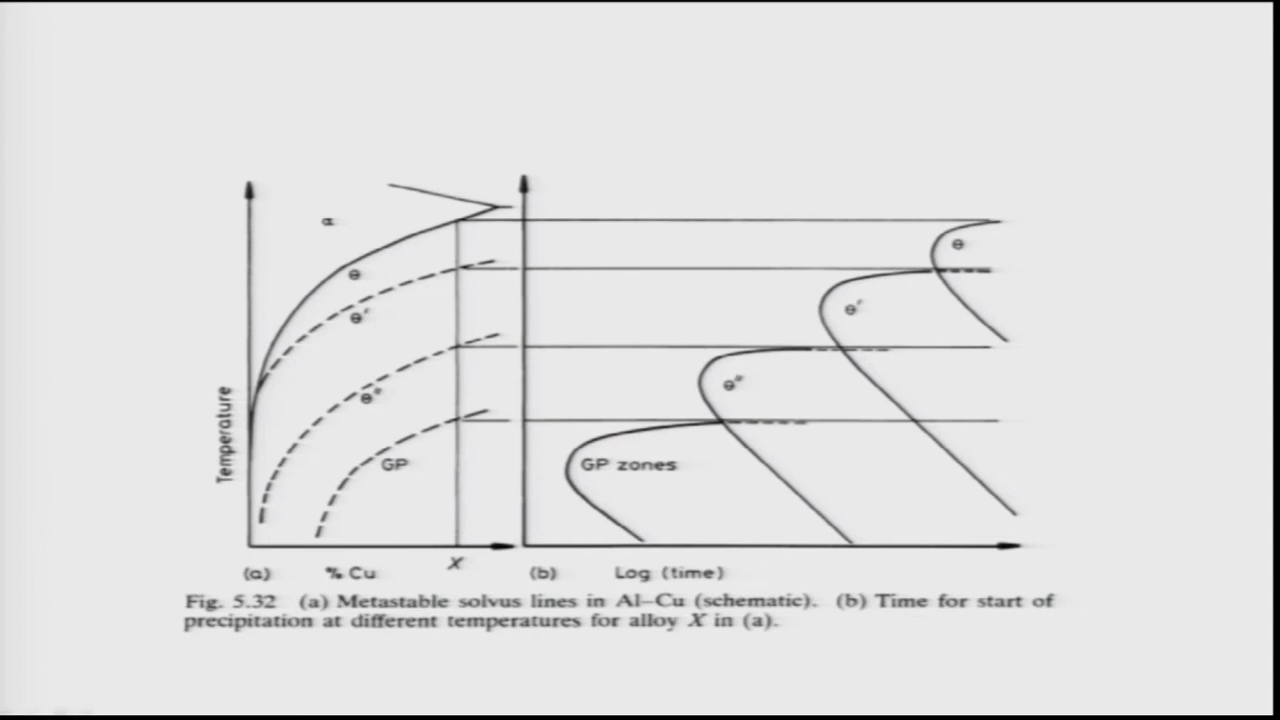 α
θ
θ′
θ″
GP
Temperature
(a) % Cu X
θ
θ′
θ″
GP zones
(b) Log (time)
Fig. 5.32 (a) Metastable solvus lines in Al–Cu (schematic). (b) Time for start of
precipitation at different temperatures for alloy X in (a).